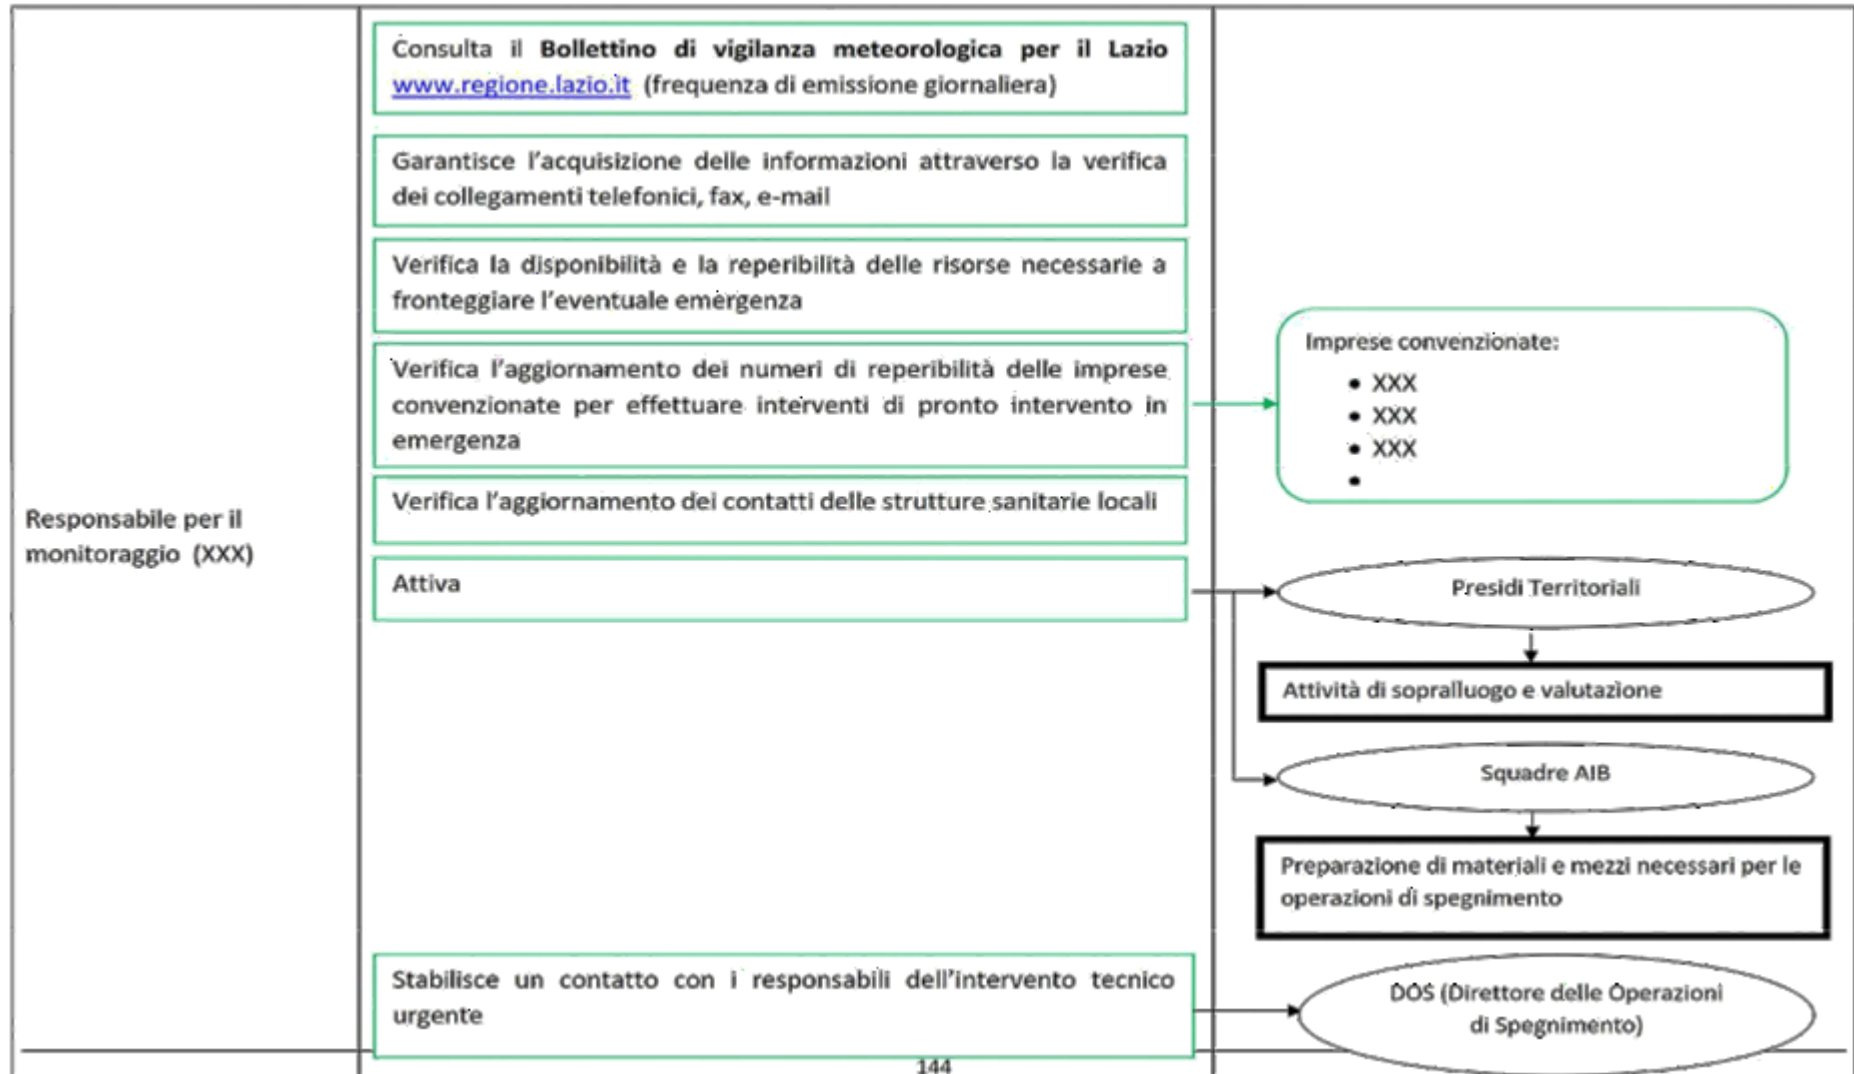 Consulta il Bollettino di vigilanza meteorologica per il Lazio
www.regione.lazio.it (frequenza di emissione giornaliera)
Garantisce l'acquisizione delle informazioni attraverso la verifica
dei collegamenti telefonici, fax, e-mail
Verifica la disponibilità e la reperibilità delle risorse necessarie a
fronteggiare l'eventuale emergenza
Verifica l'aggiornamento dei numeri di reperibilità delle imprese
convenzionate per effettuare interventi di pronto intervento in
emergenza
Imprese convenzionate:
• XXX
• XXX
• XXX
•
Verifica l'aggiornamento dei contatti delle strutture sanitarie locali
Responsabile per il
monitoraggio (XXX)
Attiva
Presidi Territoriali
Attività di sopralluogo e valutazione
Squadre AIB
Preparazione di materiali e mezzi necessari per le
operazioni di spegnimento
Stabilisce un contatto con i responsabili dell'intervento tecnico
urgente
DOS (Direttore delle Operazioni
di Spegnimento)
144